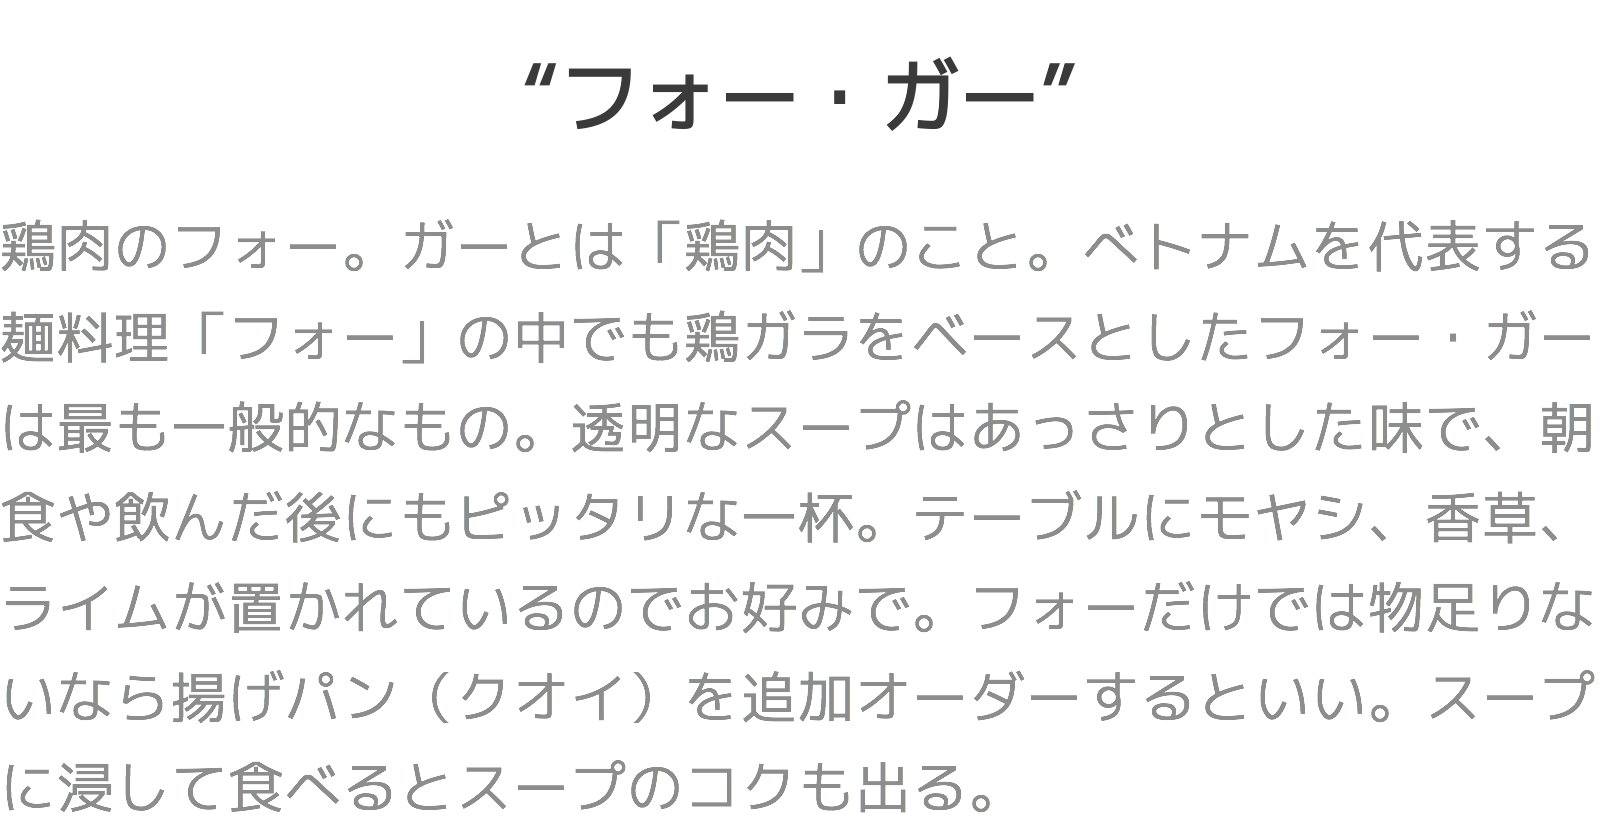 “フォー・ガー”
鶏肉のフォー。ガーとは「鶏肉」のこと。ベトナムを代表する
麺料理「フォー」の中でも鶏ガラをベースとしたフォー・ガー
は最も一般的なもの。透明なスープはあっさりとした味で、朝
食や飲んだ後にもピッタリな一杯。テーブルにモヤシ、香草、
ライムが置かれているのでお好みで。フォーだけでは物足りな
いなら揚げパン（クオイ）を追加オーダーするといい。スープ
に浸して食べるとスープのコクも出る。